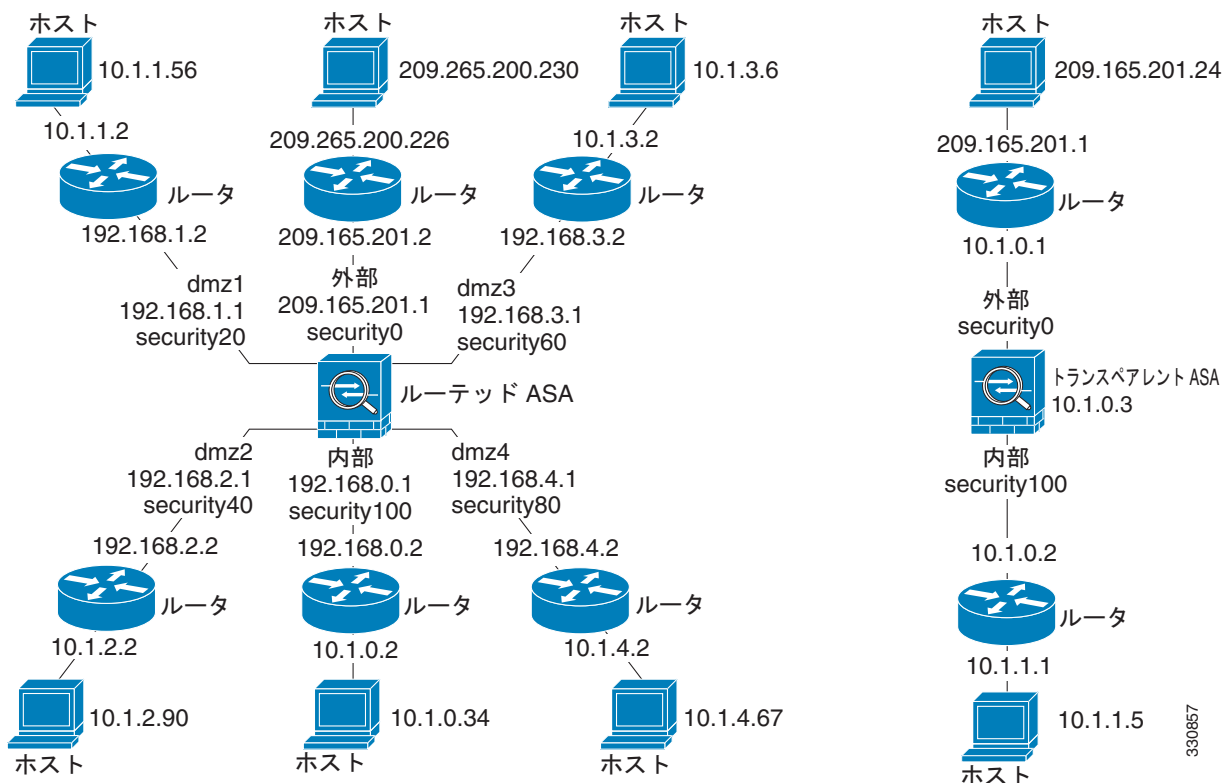 ホスト
10.1.1.56
10.1.1.2
ルータ
192.168.1.2
dmz1
192.168.1.1
security20
ホスト
209.265.200.230
209.265.200.226
ルータ
209.165.201.2
外部
209.165.201.1
security0
ホスト
10.1.3.6
10.1.3.2
ルータ
192.168.3.2
dmz3
192.168.3.1
security60
ルーテッド ASA
dmz2
192.168.2.1
security40
192.168.2.2
ルータ
10.1.2.2
10.1.2.90
ホスト
内部
192.168.0.1
security100
192.168.0.2
ルータ
10.1.0.2
10.1.0.34
ホスト
dmz4
192.168.4.1
security80
192.168.4.2
ルータ
10.1.4.2
10.1.4.67
ホスト
ホスト
209.165.201.24
209.165.201.1
ルータ
10.1.0.1
外部
security0
トランスペアレント ASA
10.1.0.3
内部
security100
10.1.0.2
ルータ
10.1.1.1
10.1.1.5
ホスト
330857